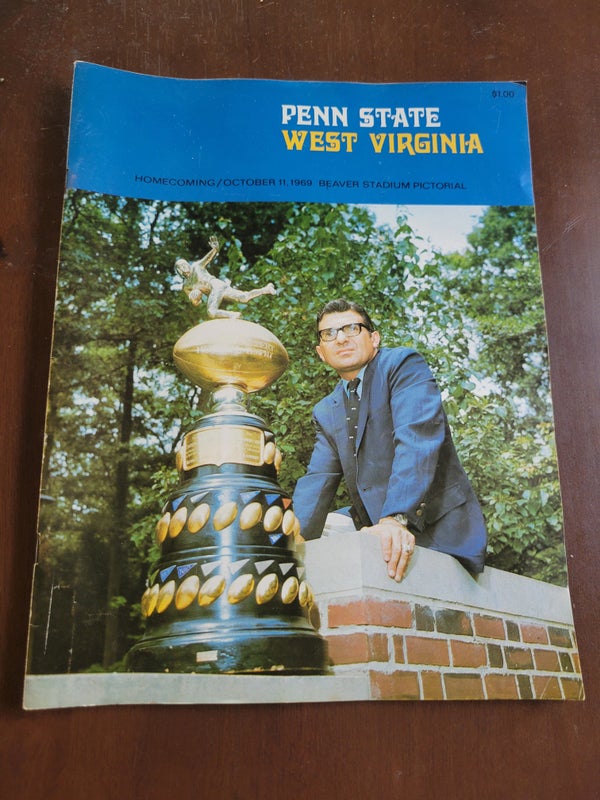 $1.00
PENN STATE
WEST VIRGINIA
HOMECOMING/OCTOBER 11, 1969 BEAVER STADIUM PICTORIAL